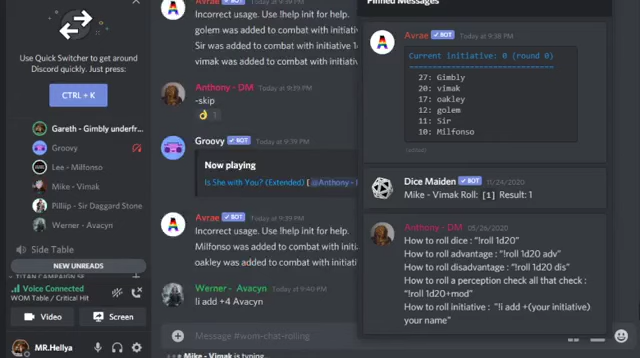 Use Quick Switcher to get around
Discord quickly. Just press:
CTRL + K
Gareth - Gimbly underfr...
Groovy
Lee - Milfonso
Mike - Vimak
Pilliip - Sir Daggard Stone
Werner - Avacyn
Side Table
TITAN CAMPAIGN SE
NEW UNREADS
Voice Connected
WOM Table / Critical Hit
Video
Screen
MR.Hellya
Avrae BOT Today at 9:39 PM
Incorrect usage. Use !help init for help.
golem was added to combat with initiative
Sir was added to combat with initiative 1
vimak was added to combat with initiative
Anthony - DM Today at 9:39 PM
-skip
👌 1
Groovy BOT Today at 9:39 PM
Now playing
Is She with You? (Extended) [@Anthony -
Avrae BOT Today at 9:39 PM
Incorrect usage. Use !help init for help.
Milfonso was added to combat with initia
oakley was added to combat with initiati
Werner - Avacyn Today at 9:40 PM
!i add +4 Avacyn
Message #wom-chat-rolling
Mike - Vimak is typing...
Pinned Messages
Avrae BOT Today at 9:38 PM
Current initiative: 0 (round 0)
===============================
27: Gimbly
20: vimak
17: oakley
12: golem
11: Sir
10: Milfonso
(edited)
Dice Maiden BOT 11/24/2020
Mike - Vimak Roll: [1] Result: 1
Anthony - DM 05/26/2020
How to roll dice : "!roll 1d20"
How to roll advantage : "!roll 1d20 adv"
How to roll disadvantage : "!roll 1d20 dis"
How to roll a perception check all that check :
"!roll 1d20+mod"
How to roll initiative : "!i add +(your initiative)
your name"